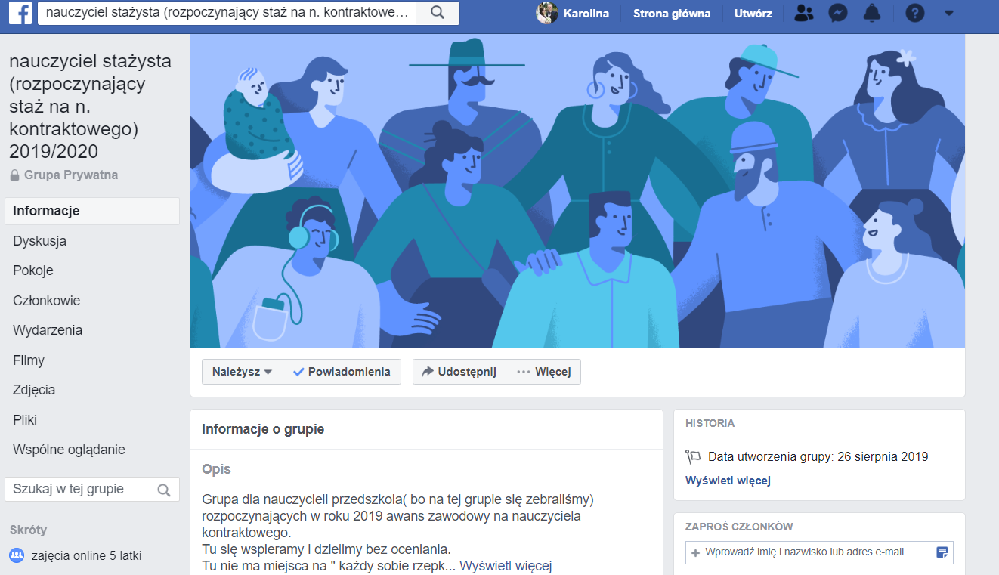 f
nauczyciel stażysta (rozpoczynający staż na n. kontraktowe…
Karolina
Strona główna
Utwórz
nauczyciel stażysta
(rozpoczynający
staż na n.
kontraktowego)
2019/2020
Grupa Prywatna
Informacje
Dyskusja
Pokoje
Członkowie
Wydarzenia
Filmy
Zdjęcia
Pliki
Wspólne oglądanie
Szukaj w tej grupie
Skróty
zajęcia online 5 latki
Należysz
Powiadomienia
Udostępnij
Więcej
Informacje o grupie
Opis
Grupa dla nauczycieli przedszkola( bo na tej grupie się zebraliśmy)
rozpoczynających w roku 2019 awans zawodowy na nauczyciela
kontraktowego.
Tu się wspieramy i dzielimy bez oceniania.
Tu nie ma miejsca na " każdy sobie rzepk... Wyświetl więcej
HISTORIA
Data utworzenia grupy: 26 sierpnia 2019
Wyświetl więcej
ZAPROŚ CZŁONKÓW
+ Wprowadź imię i nazwisko lub adres e-mail